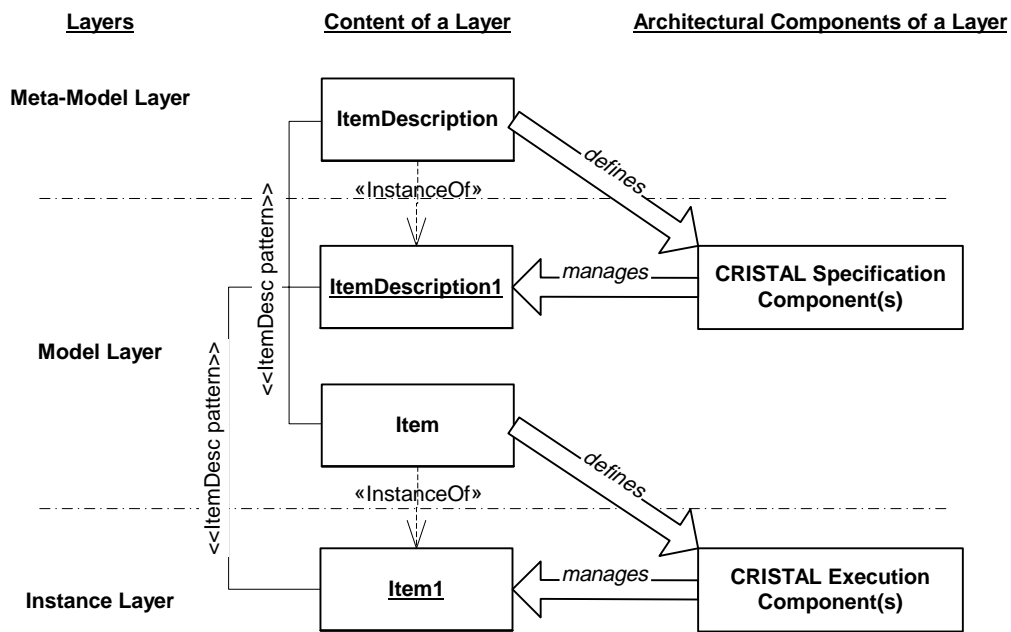 Layers
Content of a Layer
Architectural Components of a Layer
Meta-Model Layer
ItemDescription
defines
«InstanceOf»
<<ItemDesc pattern>>
ItemDescription1
manages
CRISTAL Specification
Component(s)
Model Layer
<<ItemDesc pattern>>
Item
defines
«InstanceOf»
Item1
manages
CRISTAL Execution
Component(s)
Instance Layer